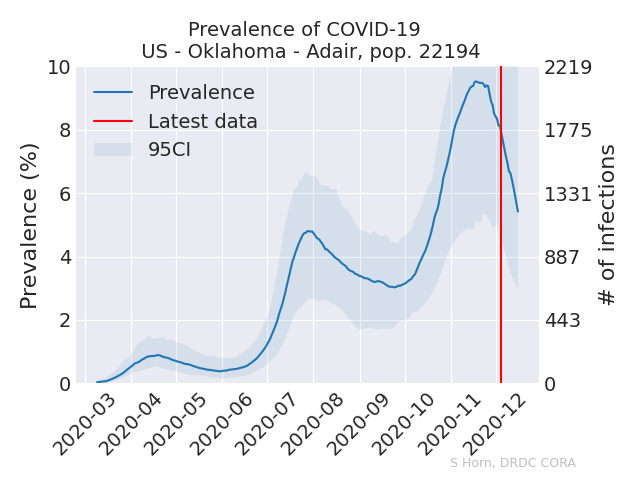 Prevalence of COVID-19
US - Oklahoma - Adair, pop. 22194
10
8
6
4
2
0
Prevalence (%)
Prevalence
Latest data
95CI
2219
1775
1331
887
443
0
# of infections
2020-03
2020-04
2020-05
2020-06
2020-07
2020-08
2020-09
2020-10
2020-11
2020-12
S Horn, DRDC CORA